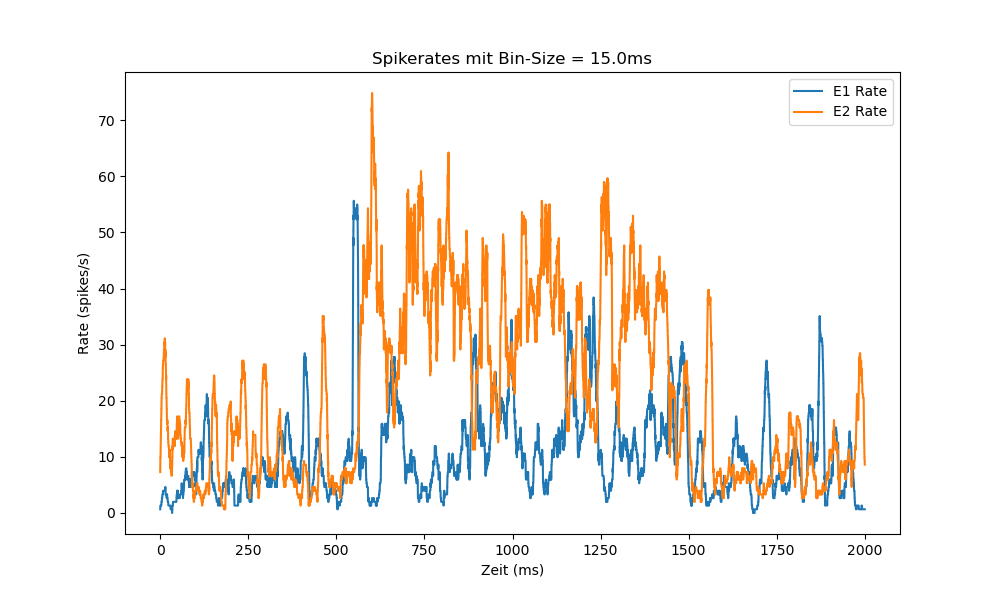 Spikerates mit Bin-Size = 15.0ms
E1 Rate
E2 Rate
70
60
50
40
30
20
10
0
Rate (spikes/s)
0 250 500 750 1000 1250 1500 1750 2000
Zeit (ms)